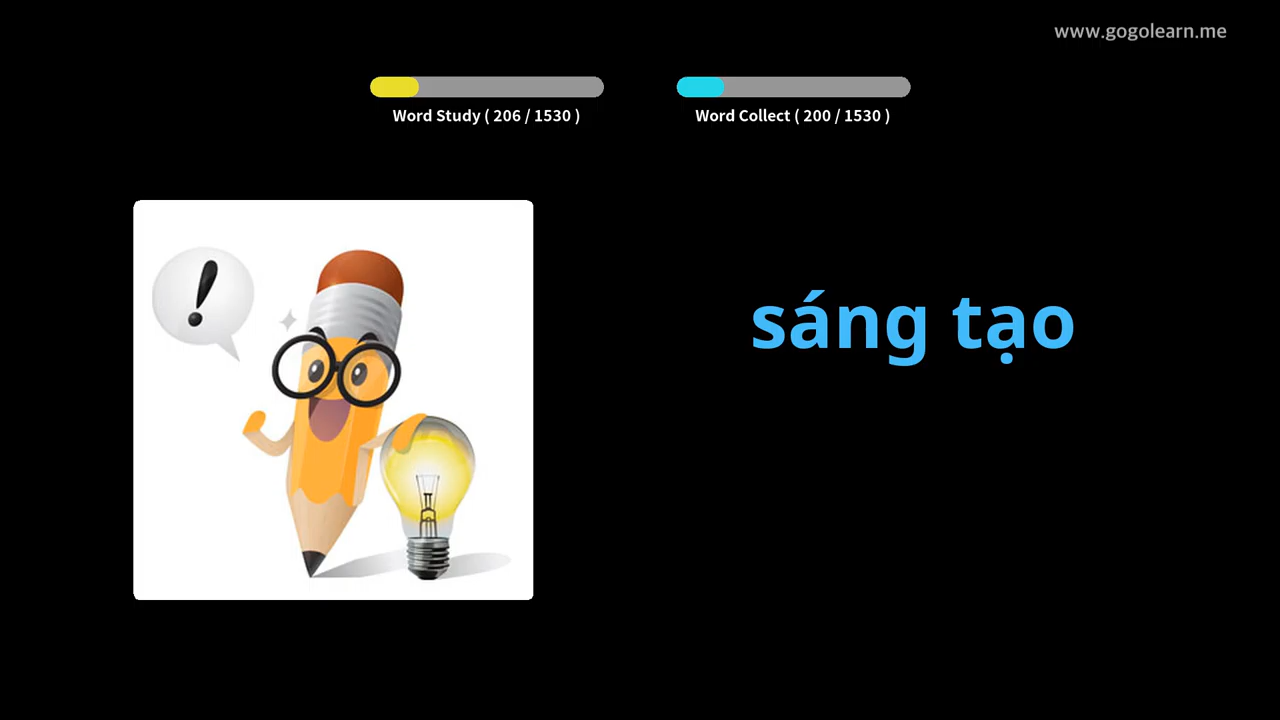 www.gogolearn.me
Word Study ( 206 / 1530 )
Word Collect ( 200 / 1530 )
!
sáng tạo